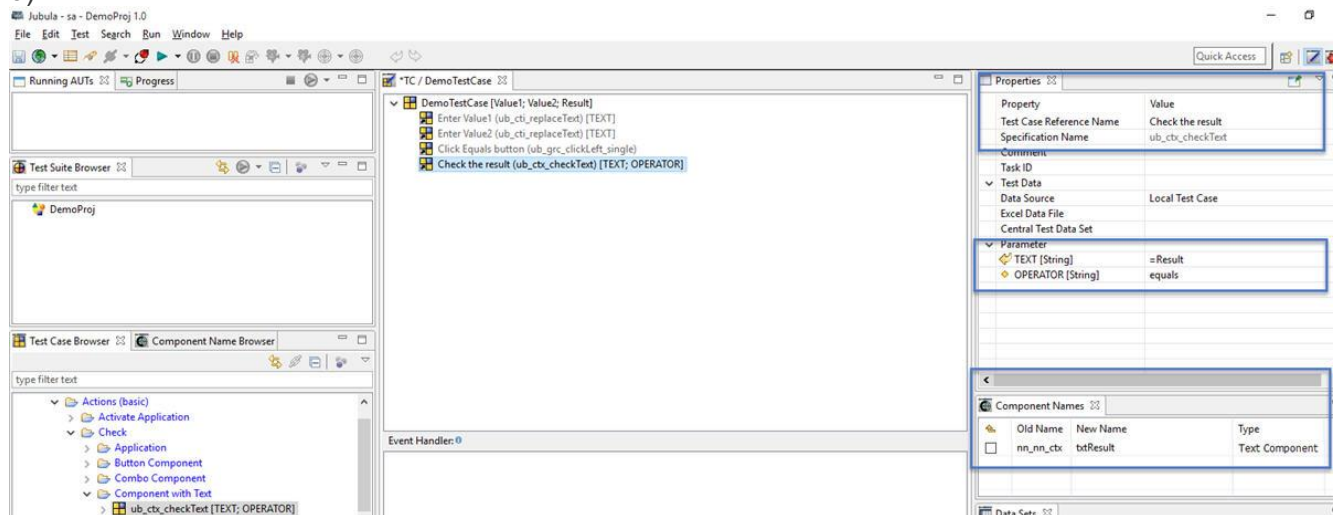 Jubula - sa - DemoProj 1.0
File Edit Test Search Run Window Help
Quick Access
Running AUTs Progress
*TC / DemoTestCase
Properties
DemoTestCase [Value1; Value2; Result]
Enter Value1 (ub_cti_replaceText) [TEXT]
Enter Value2 (ub_cti_replaceText) [TEXT]
Click Equals button (ub_grc_clickLeft_single)
Check the result (ub_ctx_checkText) [TEXT; OPERATOR]
Property Value
Test Case Reference Name Check the result
Specification Name ub_ctx_checkText
Comment
Task ID
Test Data
Data Source Local Test Case
Excel Data File
Central Test Data Set
Parameter
TEXT [String] =Result
OPERATOR [String] equals
Test Suite Browser
type filter text
DemoProj
Test Case Browser Component Name Browser
type filter text
Actions (basic)
Activate Application
Check
Application
Button Component
Combo Component
Component with Text
ub_ctx_checkText [TEXT; OPERATOR]
Event Handler: 0
Component Names
Old Name New Name Type
nn_nn_ctx txtResult Text Component
Data Sets